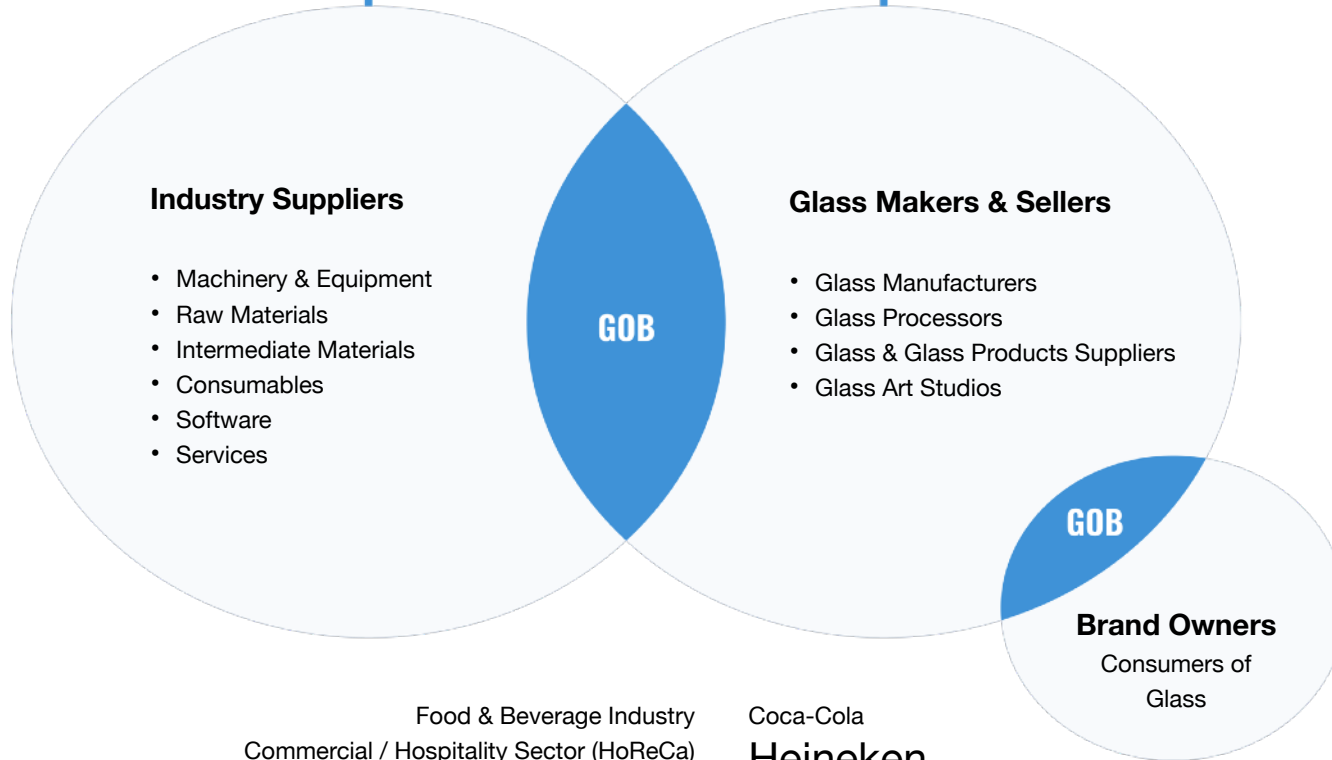 Industry Suppliers
• Machinery & Equipment
• Raw Materials
• Intermediate Materials
• Consumables
• Software
• Services
GOB
Glass Makers & Sellers
• Glass Manufacturers
• Glass Processors
• Glass & Glass Products Suppliers
• Glass Art Studios
GOB
Brand Owners
Consumers of
Glass
Food & Beverage Industry
Coca-Cola
Commercial / Hospitality Sector (HoReCa)
Heineken